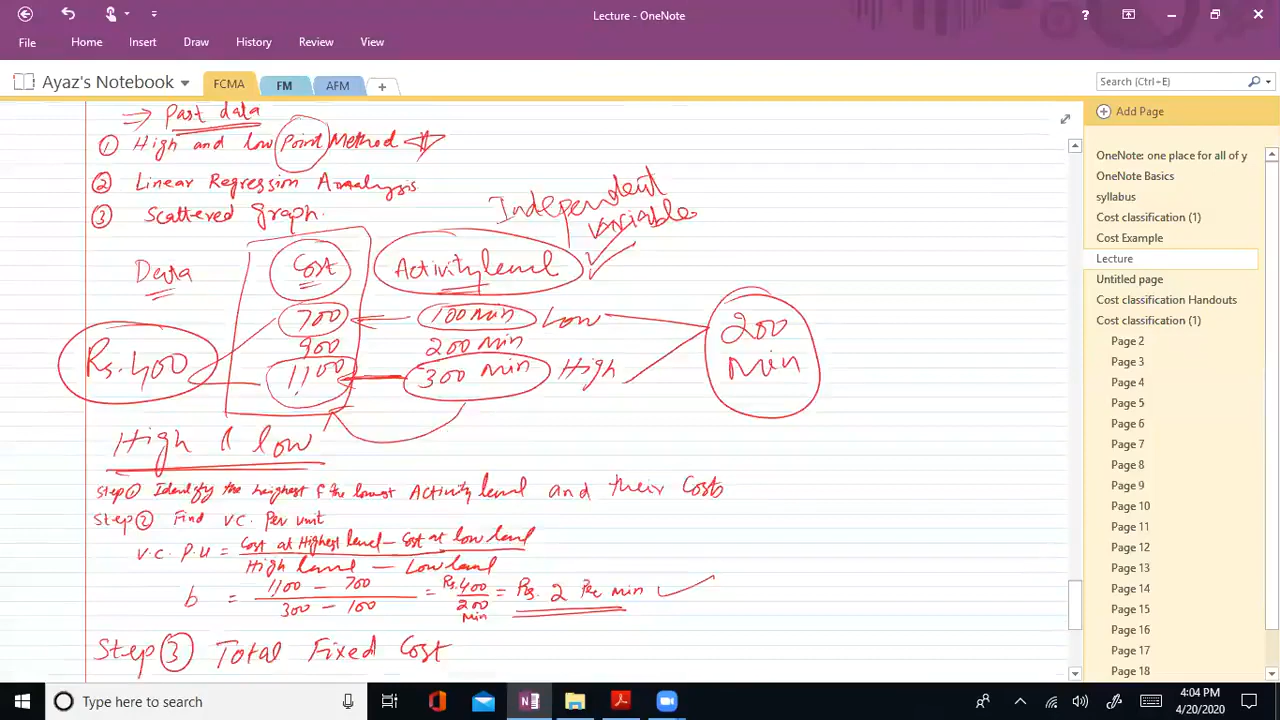 Lecture - OneNote
?
File Home Insert Draw History Review View
Ayaz's Notebook FCMA FM AFM +
Search (Ctrl+E)
Add Page
OneNote: one place for all of y
OneNote Basics
syllabus
Cost classification (1)
Cost Example
Lecture
Untitled page
Cost classification Handouts
Cost classification (1)
Page 2
Page 3
Page 4
Page 5
Page 6
Page 7
Page 8
Page 9
Page 10
Page 11
Page 12
Page 13
Page 14
Page 15
Page 16
Page 17
Page 18
⇒ Past data
① High and low Point Method
② Linear Regression Analysis
③ Scattered graph.
Independent
variable
Data Cost Activity level
700 100 Min Low
900 200 Min
1100 300 Min High
Rs. 400
200
Min
High & low
Step ① Identify the heighest & the lowest Activity level and their Costs
Step ② Find V.C. Per unit
V.C. P.U = Cost at Highest level - Cost at low level
High level - Low level
b = 1100 - 700 = Rs. 400 = Rs. 2 Per min
300 - 100 200
Min
Step ③ Total Fixed Cost
Type here to search
4:04 PM
4/20/2020